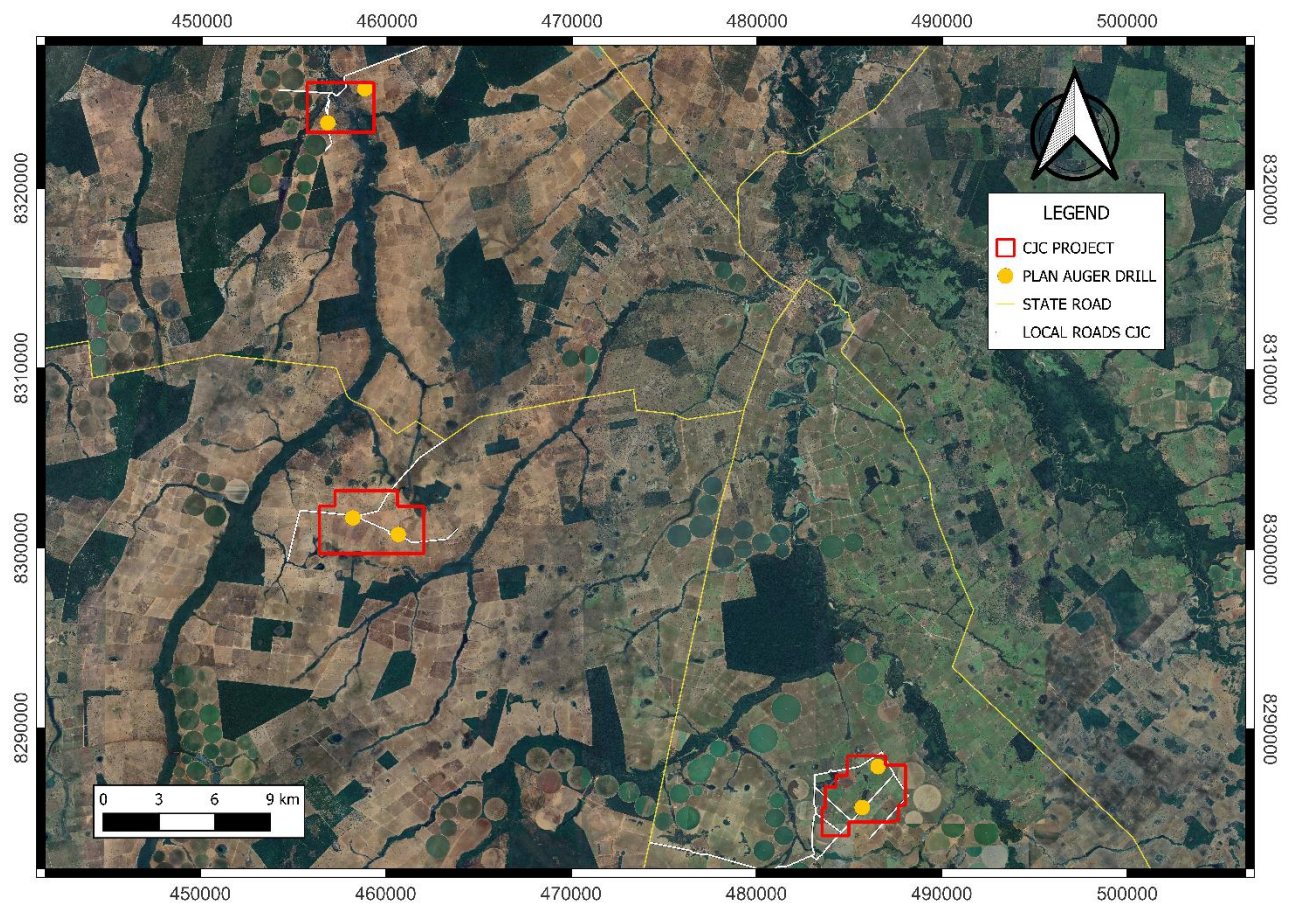 450000 460000 470000 480000 490000 500000
8320000 8320000
LEGEND
CJC PROJECT
PLAN AUGER DRILL
STATE ROAD
LOCAL ROADS CJC
8310000 8310000
8300000 8300000
8290000 8290000
0 3 6 9 km
450000 460000 470000 480000 490000 500000